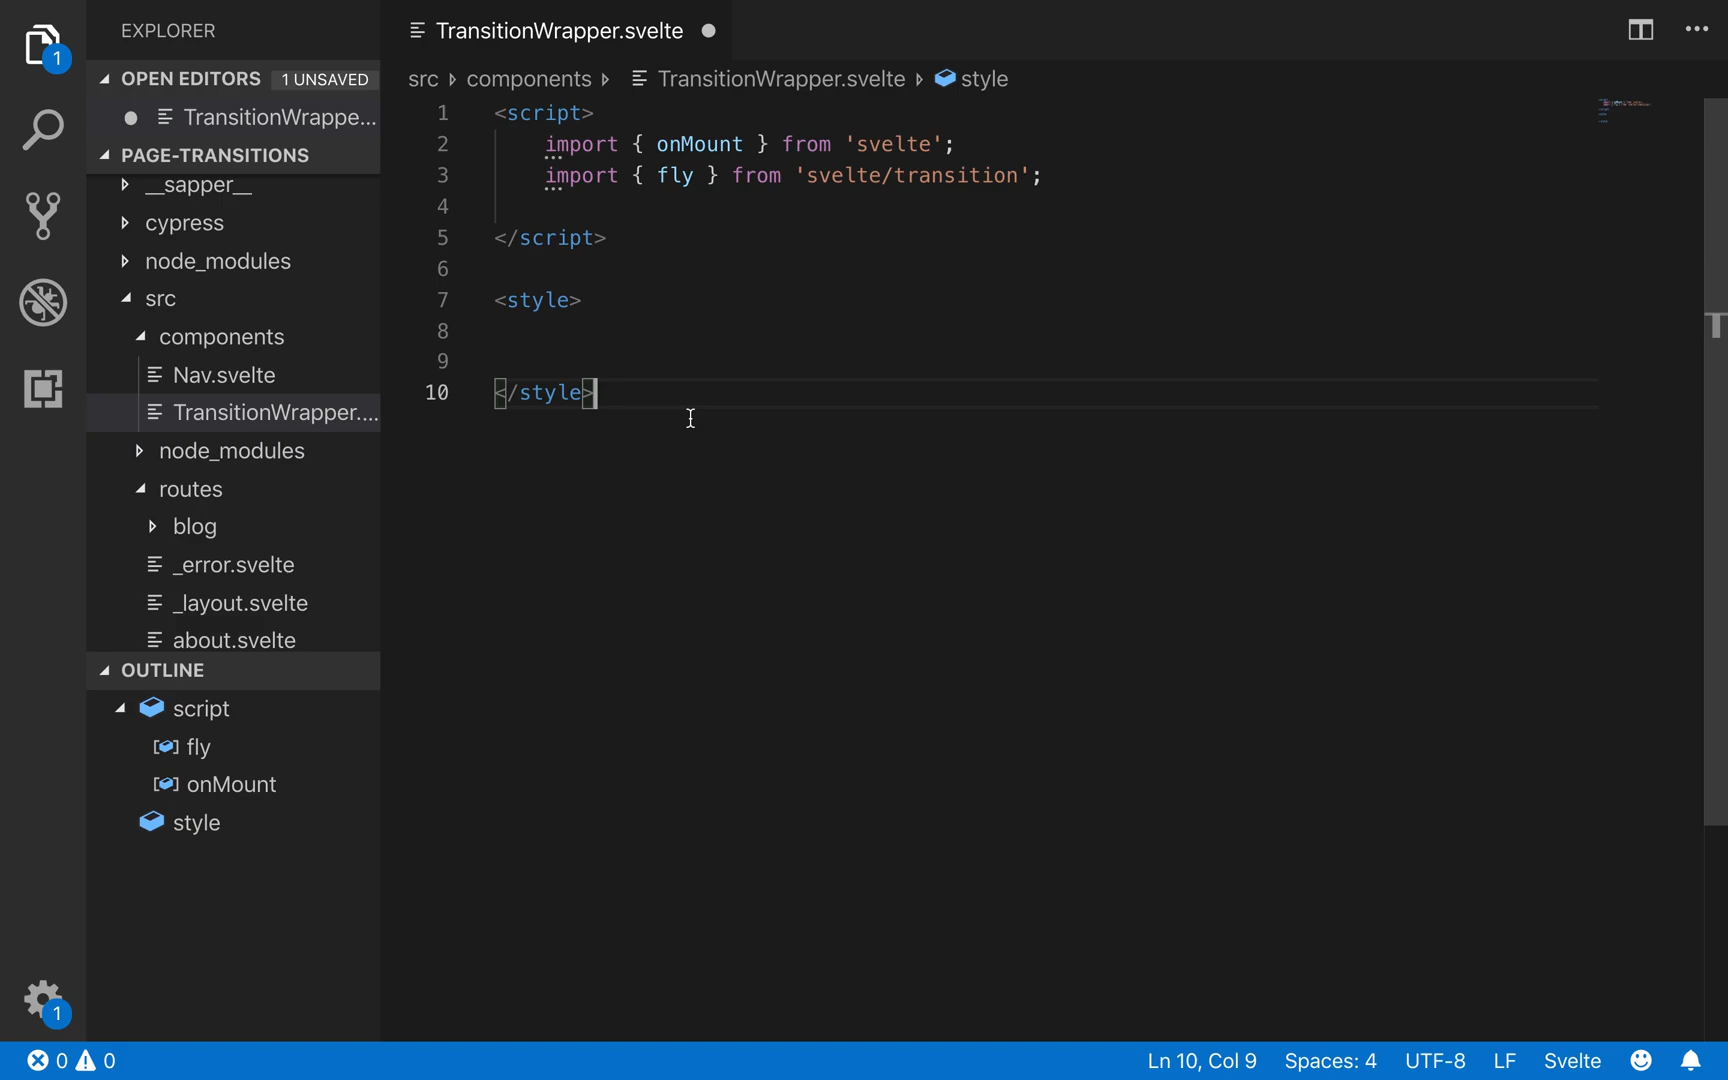 EXPLORER
OPEN EDITORS 1 UNSAVED
TransitionWrappe...
PAGE-TRANSITIONS
__sapper__
cypress
node_modules
src
components
Nav.svelte
TransitionWrapper....
node_modules
routes
blog
_error.svelte
_layout.svelte
about.svelte
OUTLINE
script
fly
onMount
style
1
1
TransitionWrapper.svelte
src components TransitionWrapper.svelte style
1 <script>
2 import { onMount } from 'svelte';
3 import { fly } from 'svelte/transition';
4
5 </script>
6
7 <style>
8
9
10 </style>
0 0 Ln 10, Col 9 Spaces: 4 UTF-8 LF Svelte